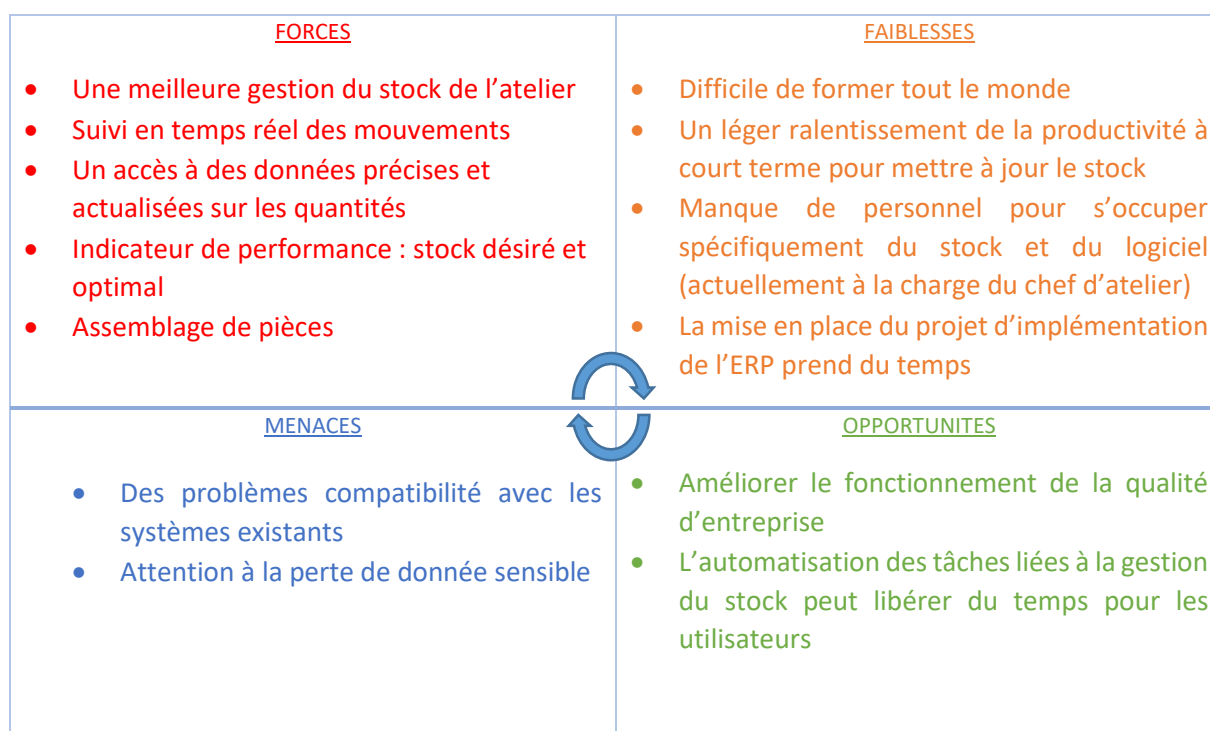 FORCES
• Une meilleure gestion du stock de l’atelier
• Suivi en temps réel des mouvements
• Un accès à des données précises et
actualisées sur les quantités
• Indicateur de performance : stock désiré et
optimal
• Assemblage de pièces
FAIBLESSES
• Difficile de former tout le monde
• Un léger ralentissement de la productivité à
court terme pour mettre à jour le stock
• Manque de personnel pour s’occuper
spécifiquement du stock et du logiciel
(actuellement à la charge du chef d’atelier)
• La mise en place du projet d’implémentation
de l’ERP prend du temps
MENACES
• Des problèmes compatibilité avec les
systèmes existants
• Attention à la perte de donnée sensible
OPPORTUNITES
• Améliorer le fonctionnement de la qualité
d’entreprise
• L’automatisation des tâches liées à la gestion
du stock peut libérer du temps pour les
utilisateurs